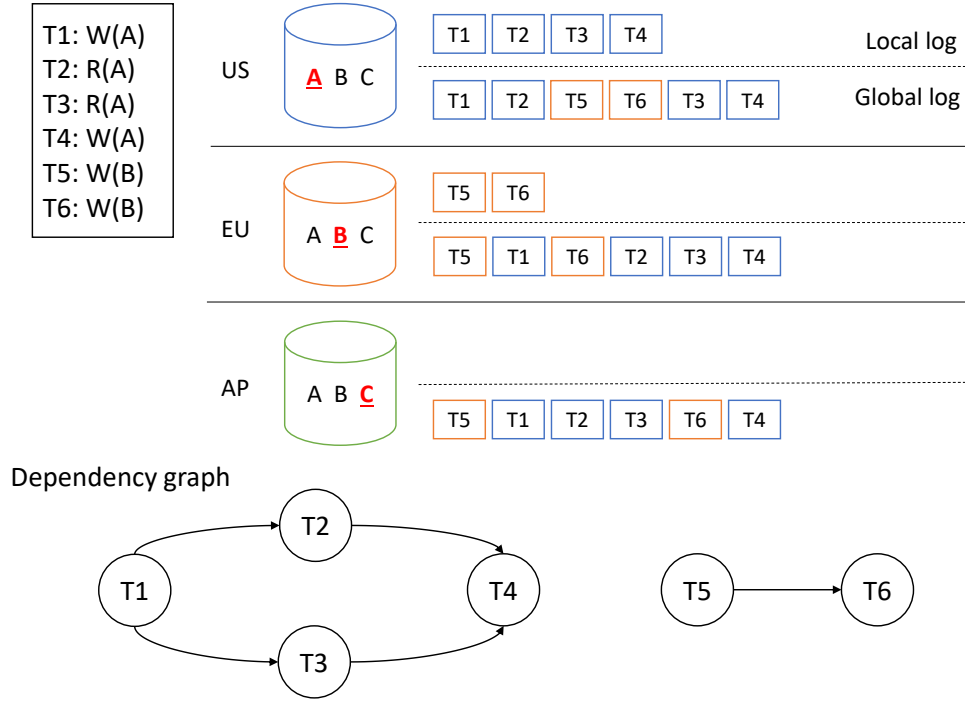 T1: W(A)
T2: R(A)
T3: R(A)
T4: W(A)
T5: W(B)
T6: W(B)
US
A B C
T1 T2 T3 T4
Local log
T1 T2 T5 T6 T3 T4
Global log
EU
A B C
T5 T6
T5 T1 T6 T2 T3 T4
AP
A B C
T5 T1 T2 T3 T6 T4
Dependency graph
T1
T2
T3
T4
T5
T6